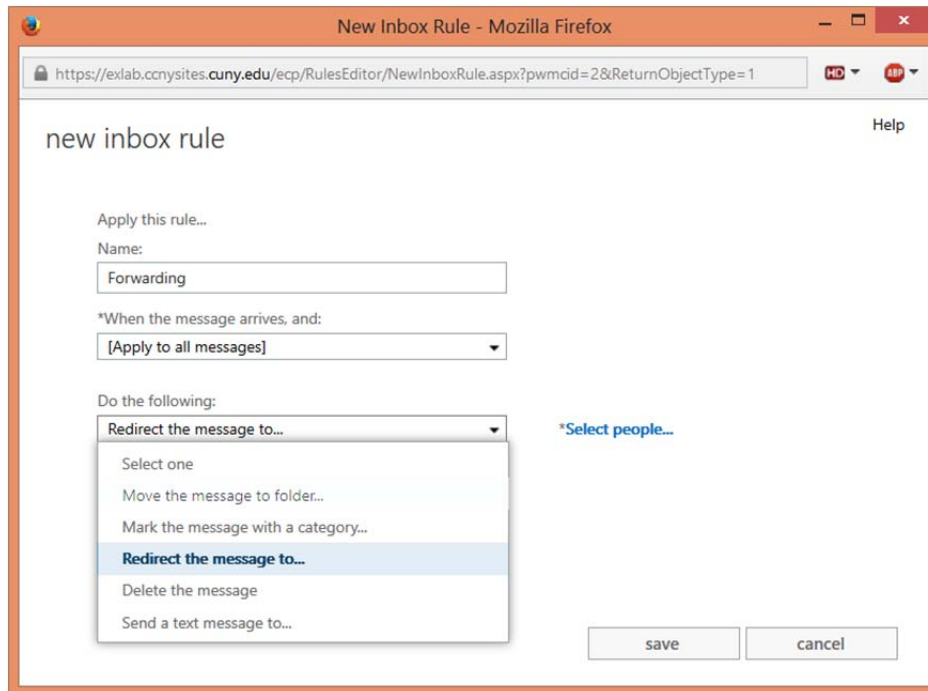 New Inbox Rule - Mozilla Firefox
https://exlab.ccnysites.cuny.edu/ecp/RulesEditor/NewInboxRule.aspx?pwmcid=2&ReturnObjectType=1
HD
ABP
Help
new inbox rule
Apply this rule...
Name:
Forwarding
*When the message arrives, and:
[Apply to all messages]
Do the following:
Redirect the message to...
*Select people...
Select one
Move the message to folder...
Mark the message with a category...
Redirect the message to...
Delete the message
Send a text message to...
save
cancel